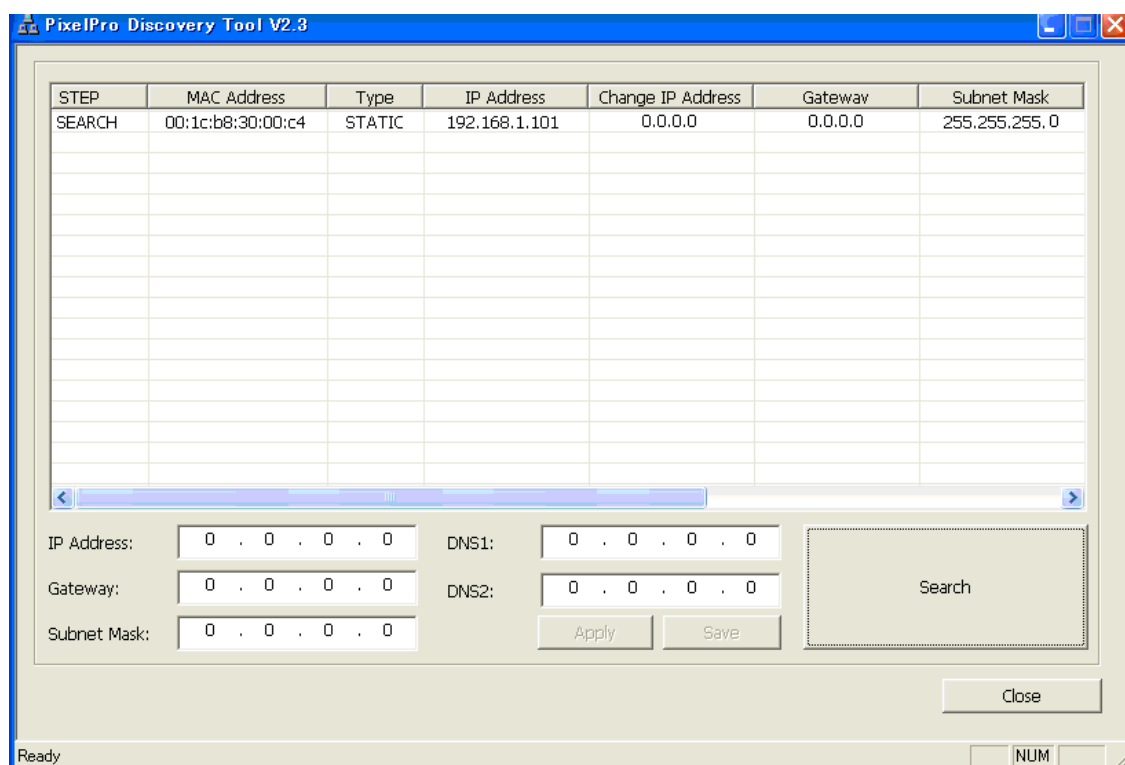 PixelPro Discovery Tool V2.3
STEP MAC Address Type IP Address Change IP Address Gateway Subnet Mask
SEARCH 00:1c:b8:30:00:c4 STATIC 192.168.1.101 0.0.0.0 0.0.0.0 255.255.255.0
IP Address: 0 . 0 . 0 . 0 DNS1: 0 . 0 . 0 . 0
Gateway: 0 . 0 . 0 . 0 DNS2: 0 . 0 . 0 . 0
Search
Subnet Mask: 0 . 0 . 0 . 0 Apply Save
Close
Ready NUM